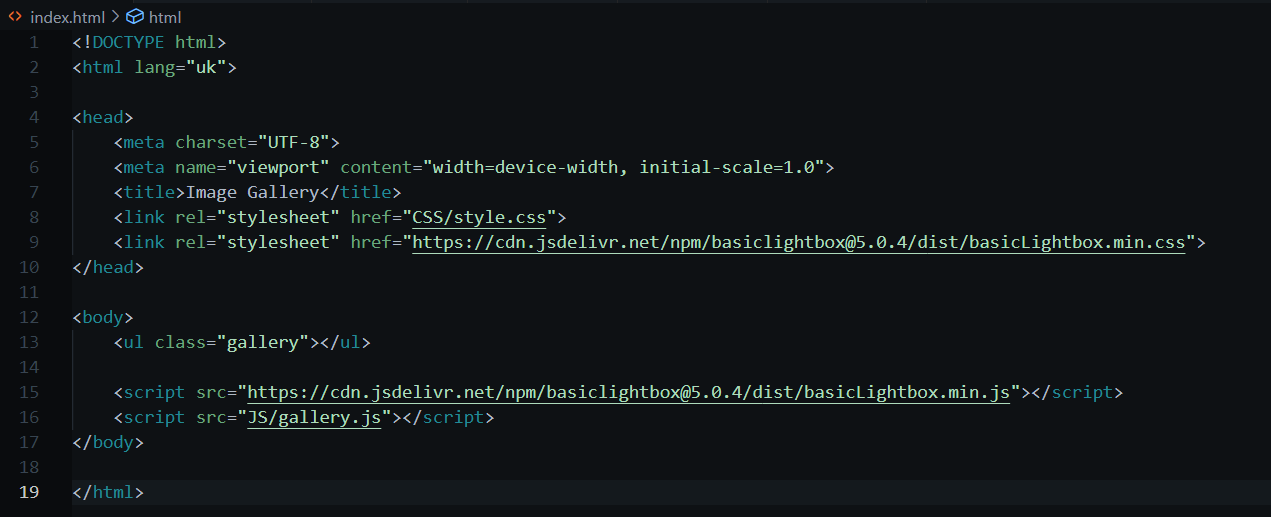 index.html > html
1 <!DOCTYPE html>
2 <html lang="uk">
3
4 <head>
5     <meta charset="UTF-8">
6     <meta name="viewport" content="width=device-width, initial-scale=1.0">
7     <title>Image Gallery</title>
8     <link rel="stylesheet" href="CSS/style.css">
9     <link rel="stylesheet" href="https://cdn.jsdelivr.net/npm/basiclightbox@5.0.4/dist/basicLightbox.min.css">
10 </head>
11
12 <body>
13     <ul class="gallery"></ul>
14
15     <script src="https://cdn.jsdelivr.net/npm/basiclightbox@5.0.4/dist/basicLightbox.min.js"></script>
16     <script src="JS/gallery.js"></script>
17 </body>
18
19 </html>